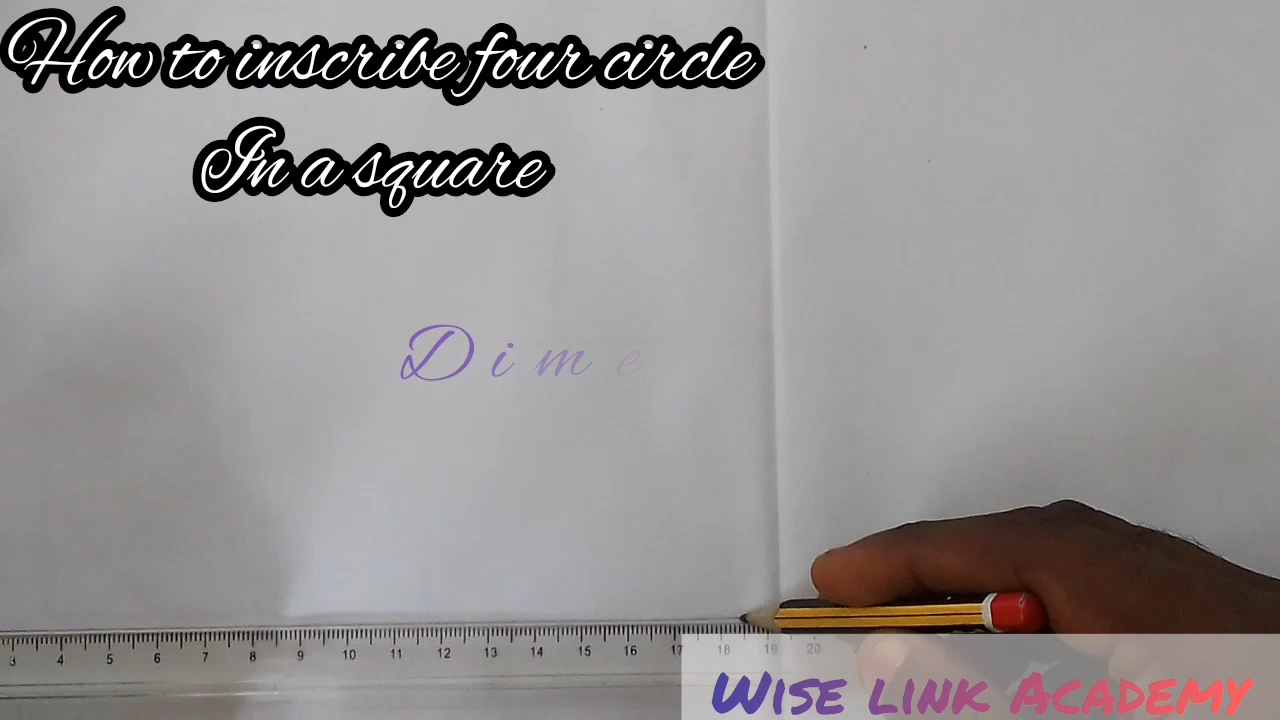 How to inscribe four circle
In a square
Dime
3 4 5 6 7 8 9 10 11 12 13 14 15 16 17 18 19 20
Wise link Academy